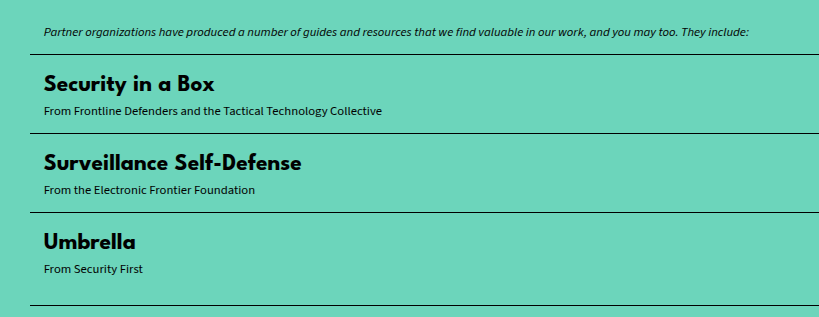 Partner organizations have produced a number of guides and resources that we find valuable in our work, and you may too. They include:
Security in a Box
From Frontline Defenders and the Tactical Technology Collective
Surveillance Self-Defense
From the Electronic Frontier Foundation
Umbrella
From Security First